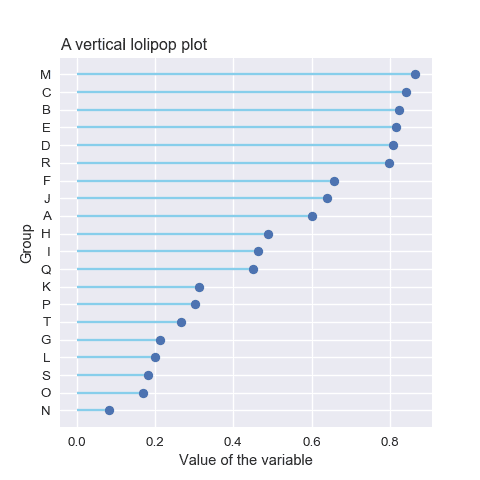 A vertical lolipop plot
M
C
B
E
D
R
F
J
A
H
I
Q
K
P
T
G
L
S
O
N
Group
0.0 0.2 0.4 0.6 0.8
Value of the variable